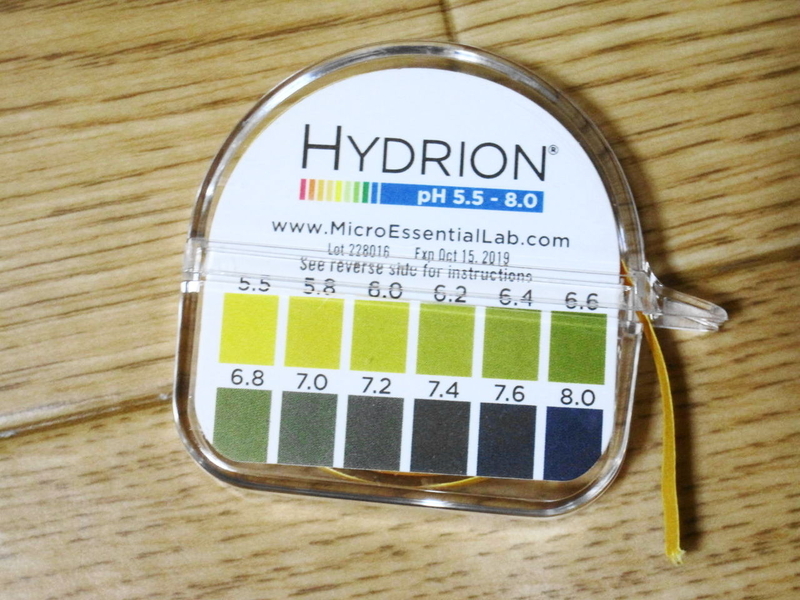 HYDRION®
pH 5.5 - 8.0
www.MicroEssentialLab.com
Lot 228016 Exp Oct 15, 2019
See reverse side for instructions
5.5 5.8 6.0 6.2 6.4 6.6
6.8 7.0 7.2 7.4 7.6 8.0